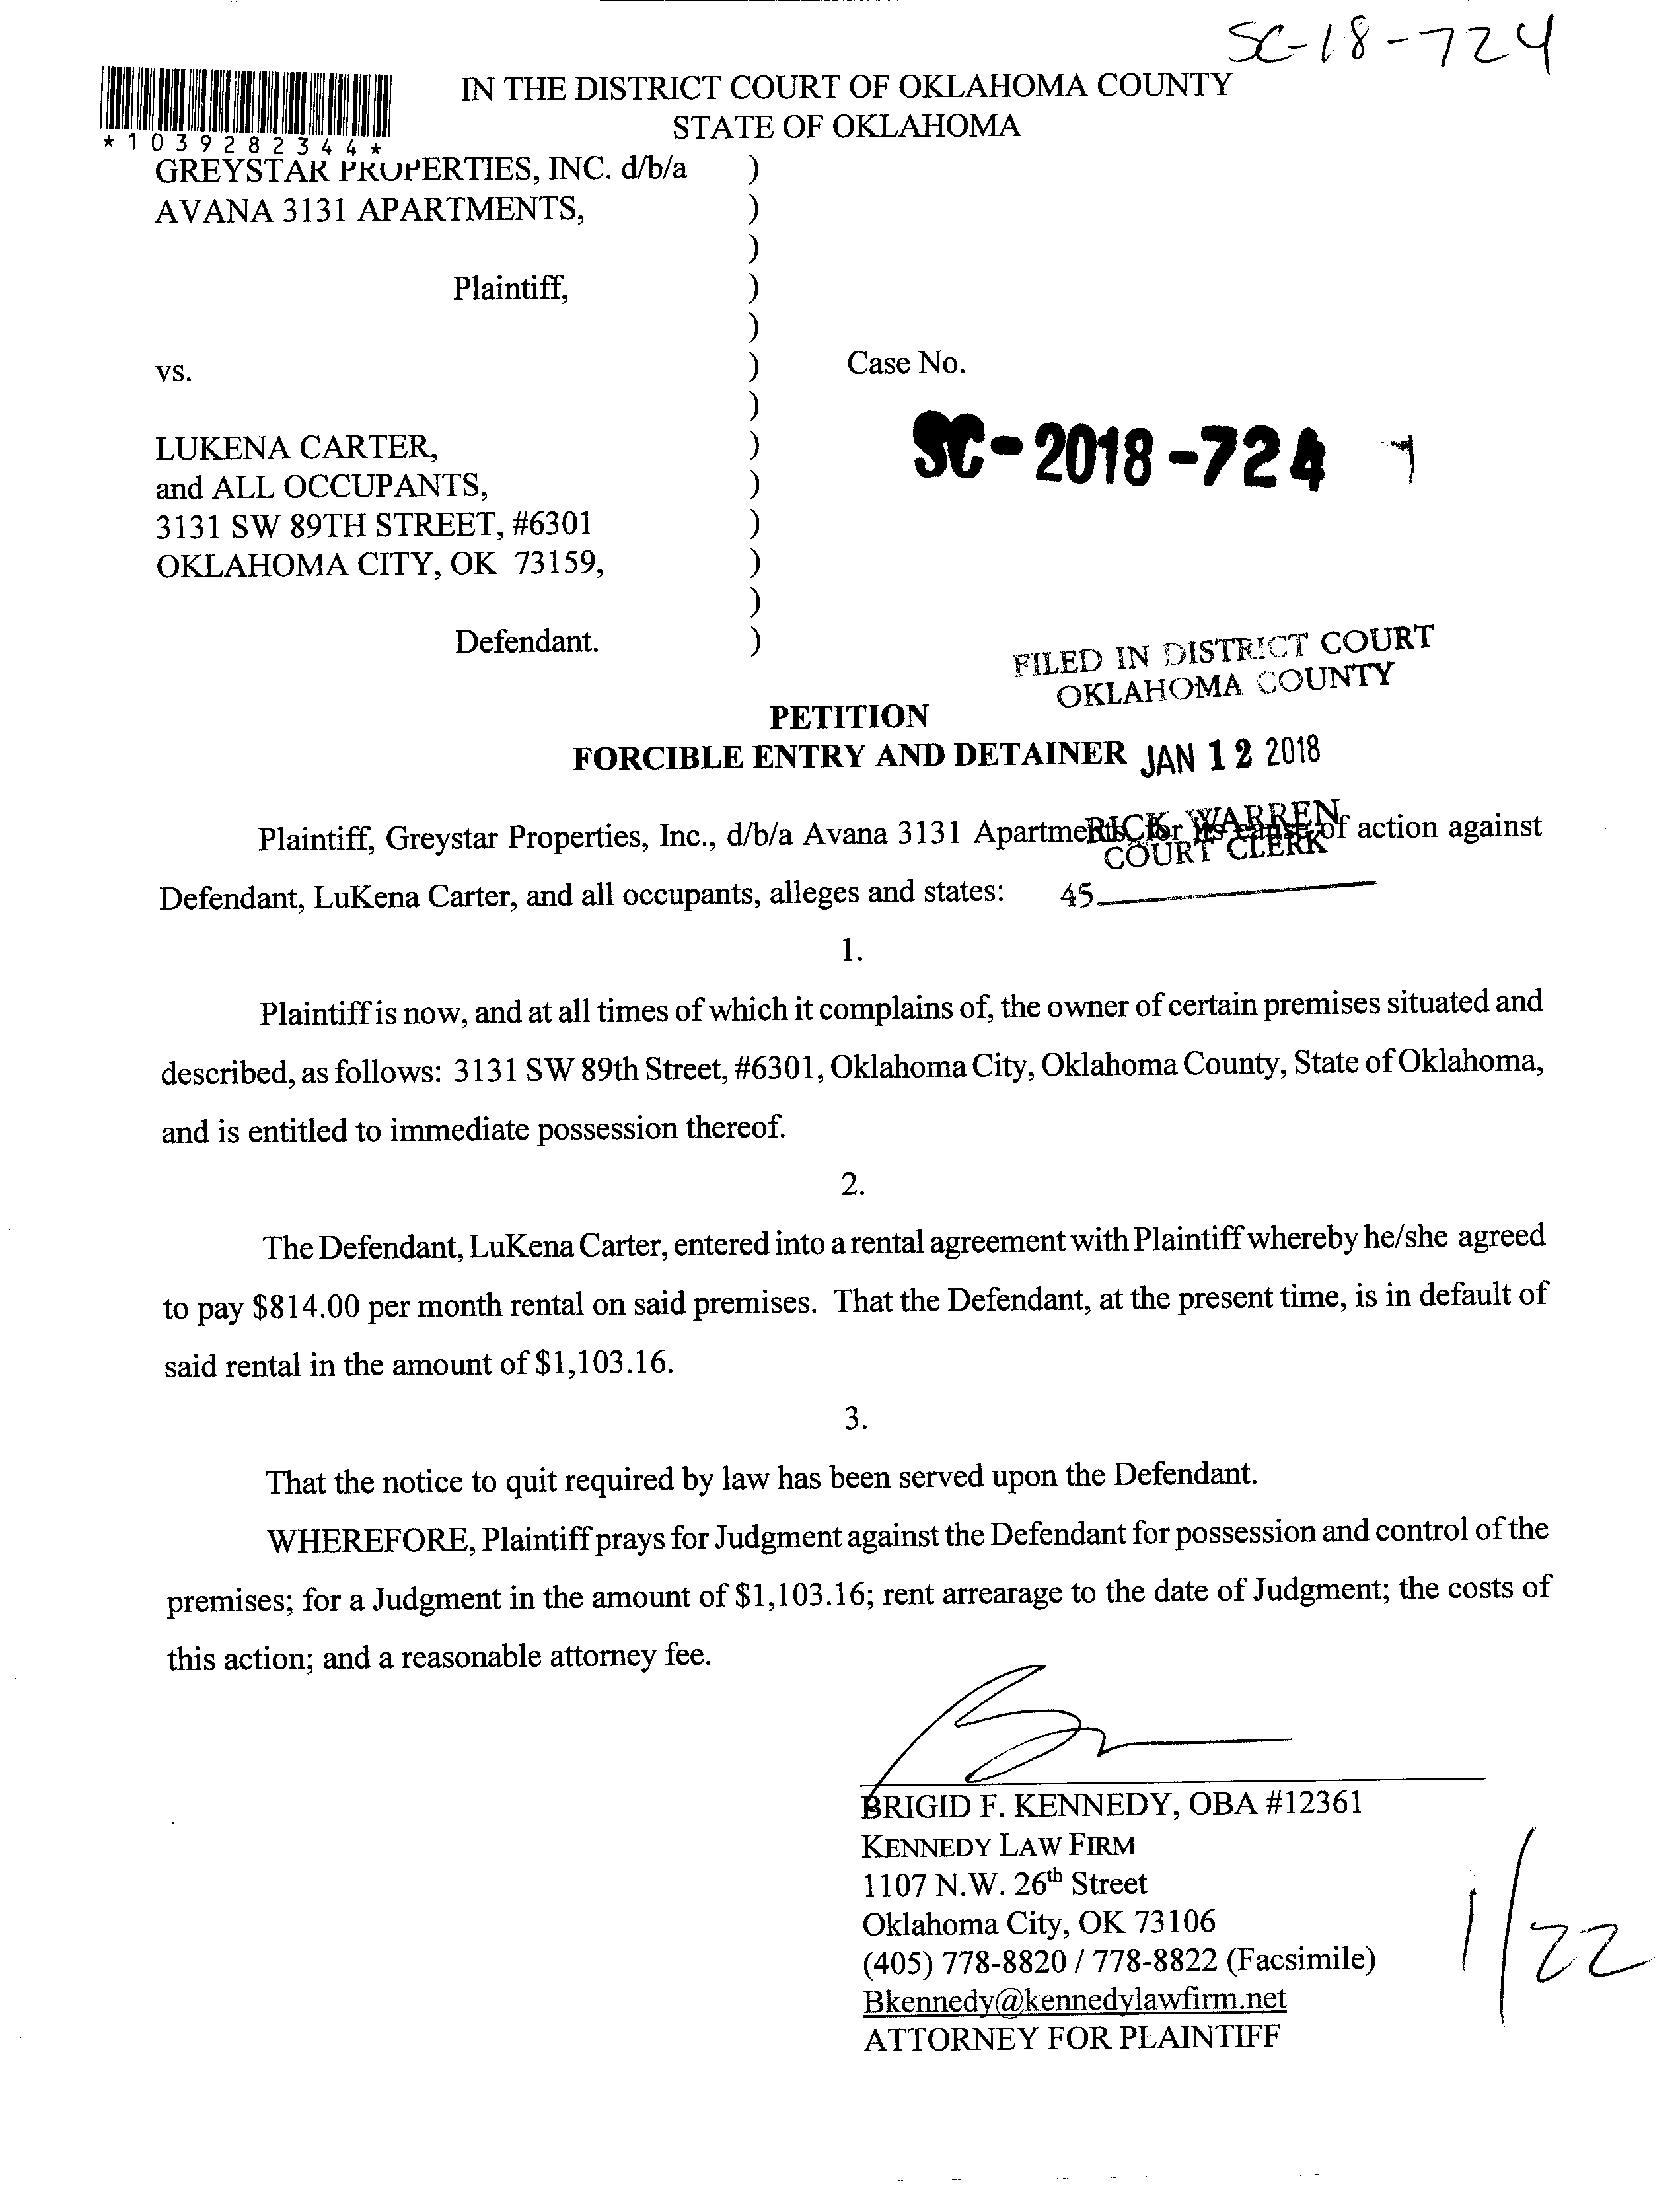 SC-18-724
IN THE DISTRICT COURT OF OKLAHOMA COUNTY
STATE OF OKLAHOMA
*1039282344*
GREYSTAR PROPERTIES, INC. d/b/a )
AVANA 3131 APARTMENTS, )
)
Plaintiff, )
)
vs. ) Case No.
)
SC-2018-724
LUKENA CARTER, )
and ALL OCCUPANTS, )
3131 SW 89TH STREET, #6301 )
OKLAHOMA CITY, OK 73159, )
)
Defendant. )
FILED IN DISTRICT COURT
OKLAHOMA COUNTY
PETITION
FORCIBLE ENTRY AND DETAINER
JAN 12 2018
RICK WARREN
COURT CLERK
45
Plaintiff, Greystar Properties, Inc., d/b/a Avana 3131 Apartments, for its cause of action against
Defendant, LuKena Carter, and all occupants, alleges and states:
1.
Plaintiff is now, and at all times of which it complains of, the owner of certain premises situated and
described, as follows: 3131 SW 89th Street, #6301, Oklahoma City, Oklahoma County, State of Oklahoma,
and is entitled to immediate possession thereof.
2.
The Defendant, LuKena Carter, entered into a rental agreement with Plaintiff whereby he/she agreed
to pay $814.00 per month rental on said premises. That the Defendant, at the present time, is in default of
said rental in the amount of $1,103.16.
3.
That the notice to quit required by law has been served upon the Defendant.
WHEREFORE, Plaintiff prays for Judgment against the Defendant for possession and control of the
premises; for a Judgment in the amount of $1,103.16; rent arrearage to the date of Judgment; the costs of
this action; and a reasonable attorney fee.
BRIGID F. KENNEDY, OBA #12361
KENNEDY LAW FIRM
1107 N.W. 26th Street
Oklahoma City, OK 73106
(405) 778-8820 / 778-8822 (Facsimile)
Bkennedy@kennedylawfirm.net
ATTORNEY FOR PLAINTIFF
1/22